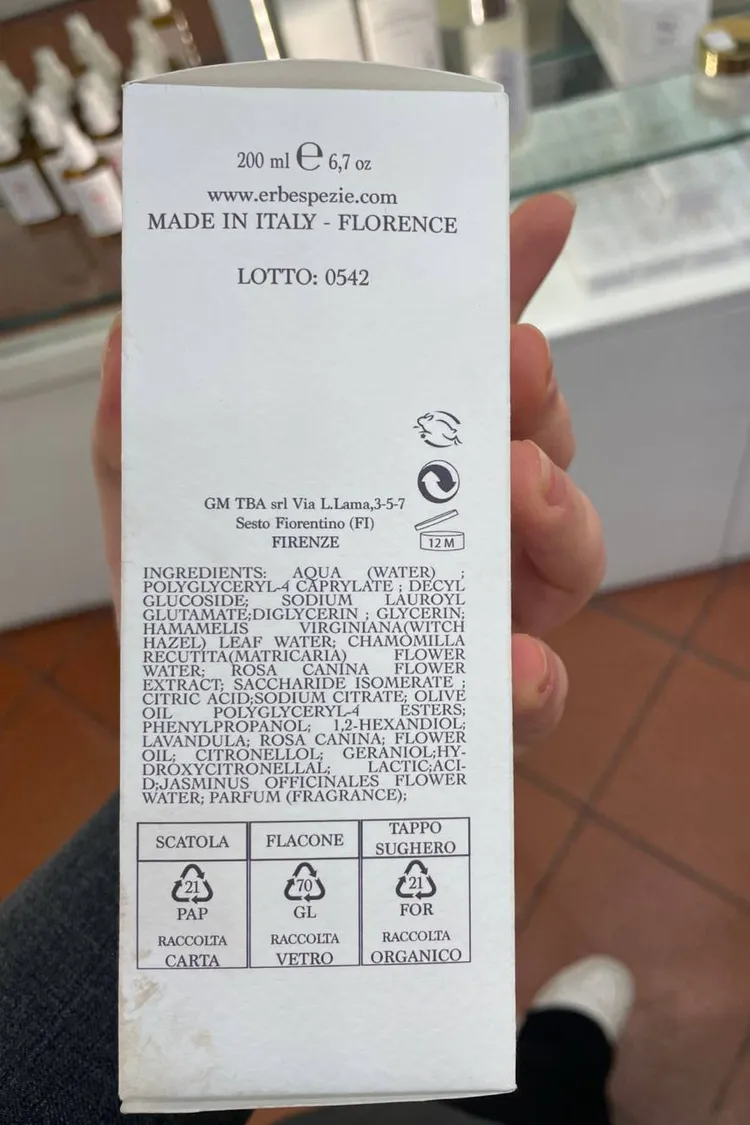 200 ml ℮ 6,7 oz
www.erbespezie.com
MADE IN ITALY - FLORENCE
LOTTO: 0542
GM TBA srl Via L.Lama,3-5-7
Sesto Fiorentino (FI)
FIRENZE
12 M
INGREDIENTS: AQUA (WATER) ;
POLYGLYCERYL-4 CAPRYLATE ; DECYL
GLUCOSIDE; SODIUM LAUROYL
GLUTAMATE;DIGLYCERIN ; GLYCERIN;
HAMAMELIS VIRGINIANA(WITCH
HAZEL) LEAF WATER; CHAMOMILLA
RECUTITA(MATRICARIA) FLOWER
WATER; ROSA CANINA FLOWER
EXTRACT; SACCHARIDE ISOMERATE ;
CITRIC ACID;SODIUM CITRATE; OLIVE
OIL POLYGLYCERYL-4 ESTERS;
PHENYLPROPANOL; 1,2-HEXANDIOL;
LAVANDULA; ROSA CANINA; FLOWER
OIL; CITRONELLOL; GERANIOL;HY-
DROXYCITRONELLAL; LACTIC;ACI-
D;JASMINUS OFFICINALES FLOWER
WATER; PARFUM (FRAGRANCE);
SCATOLA
21
PAP
RACCOLTA
CARTA
FLACONE
70
GL
RACCOLTA
VETRO
TAPPO
SUGHERO
21
FOR
RACCOLTA
ORGANICO